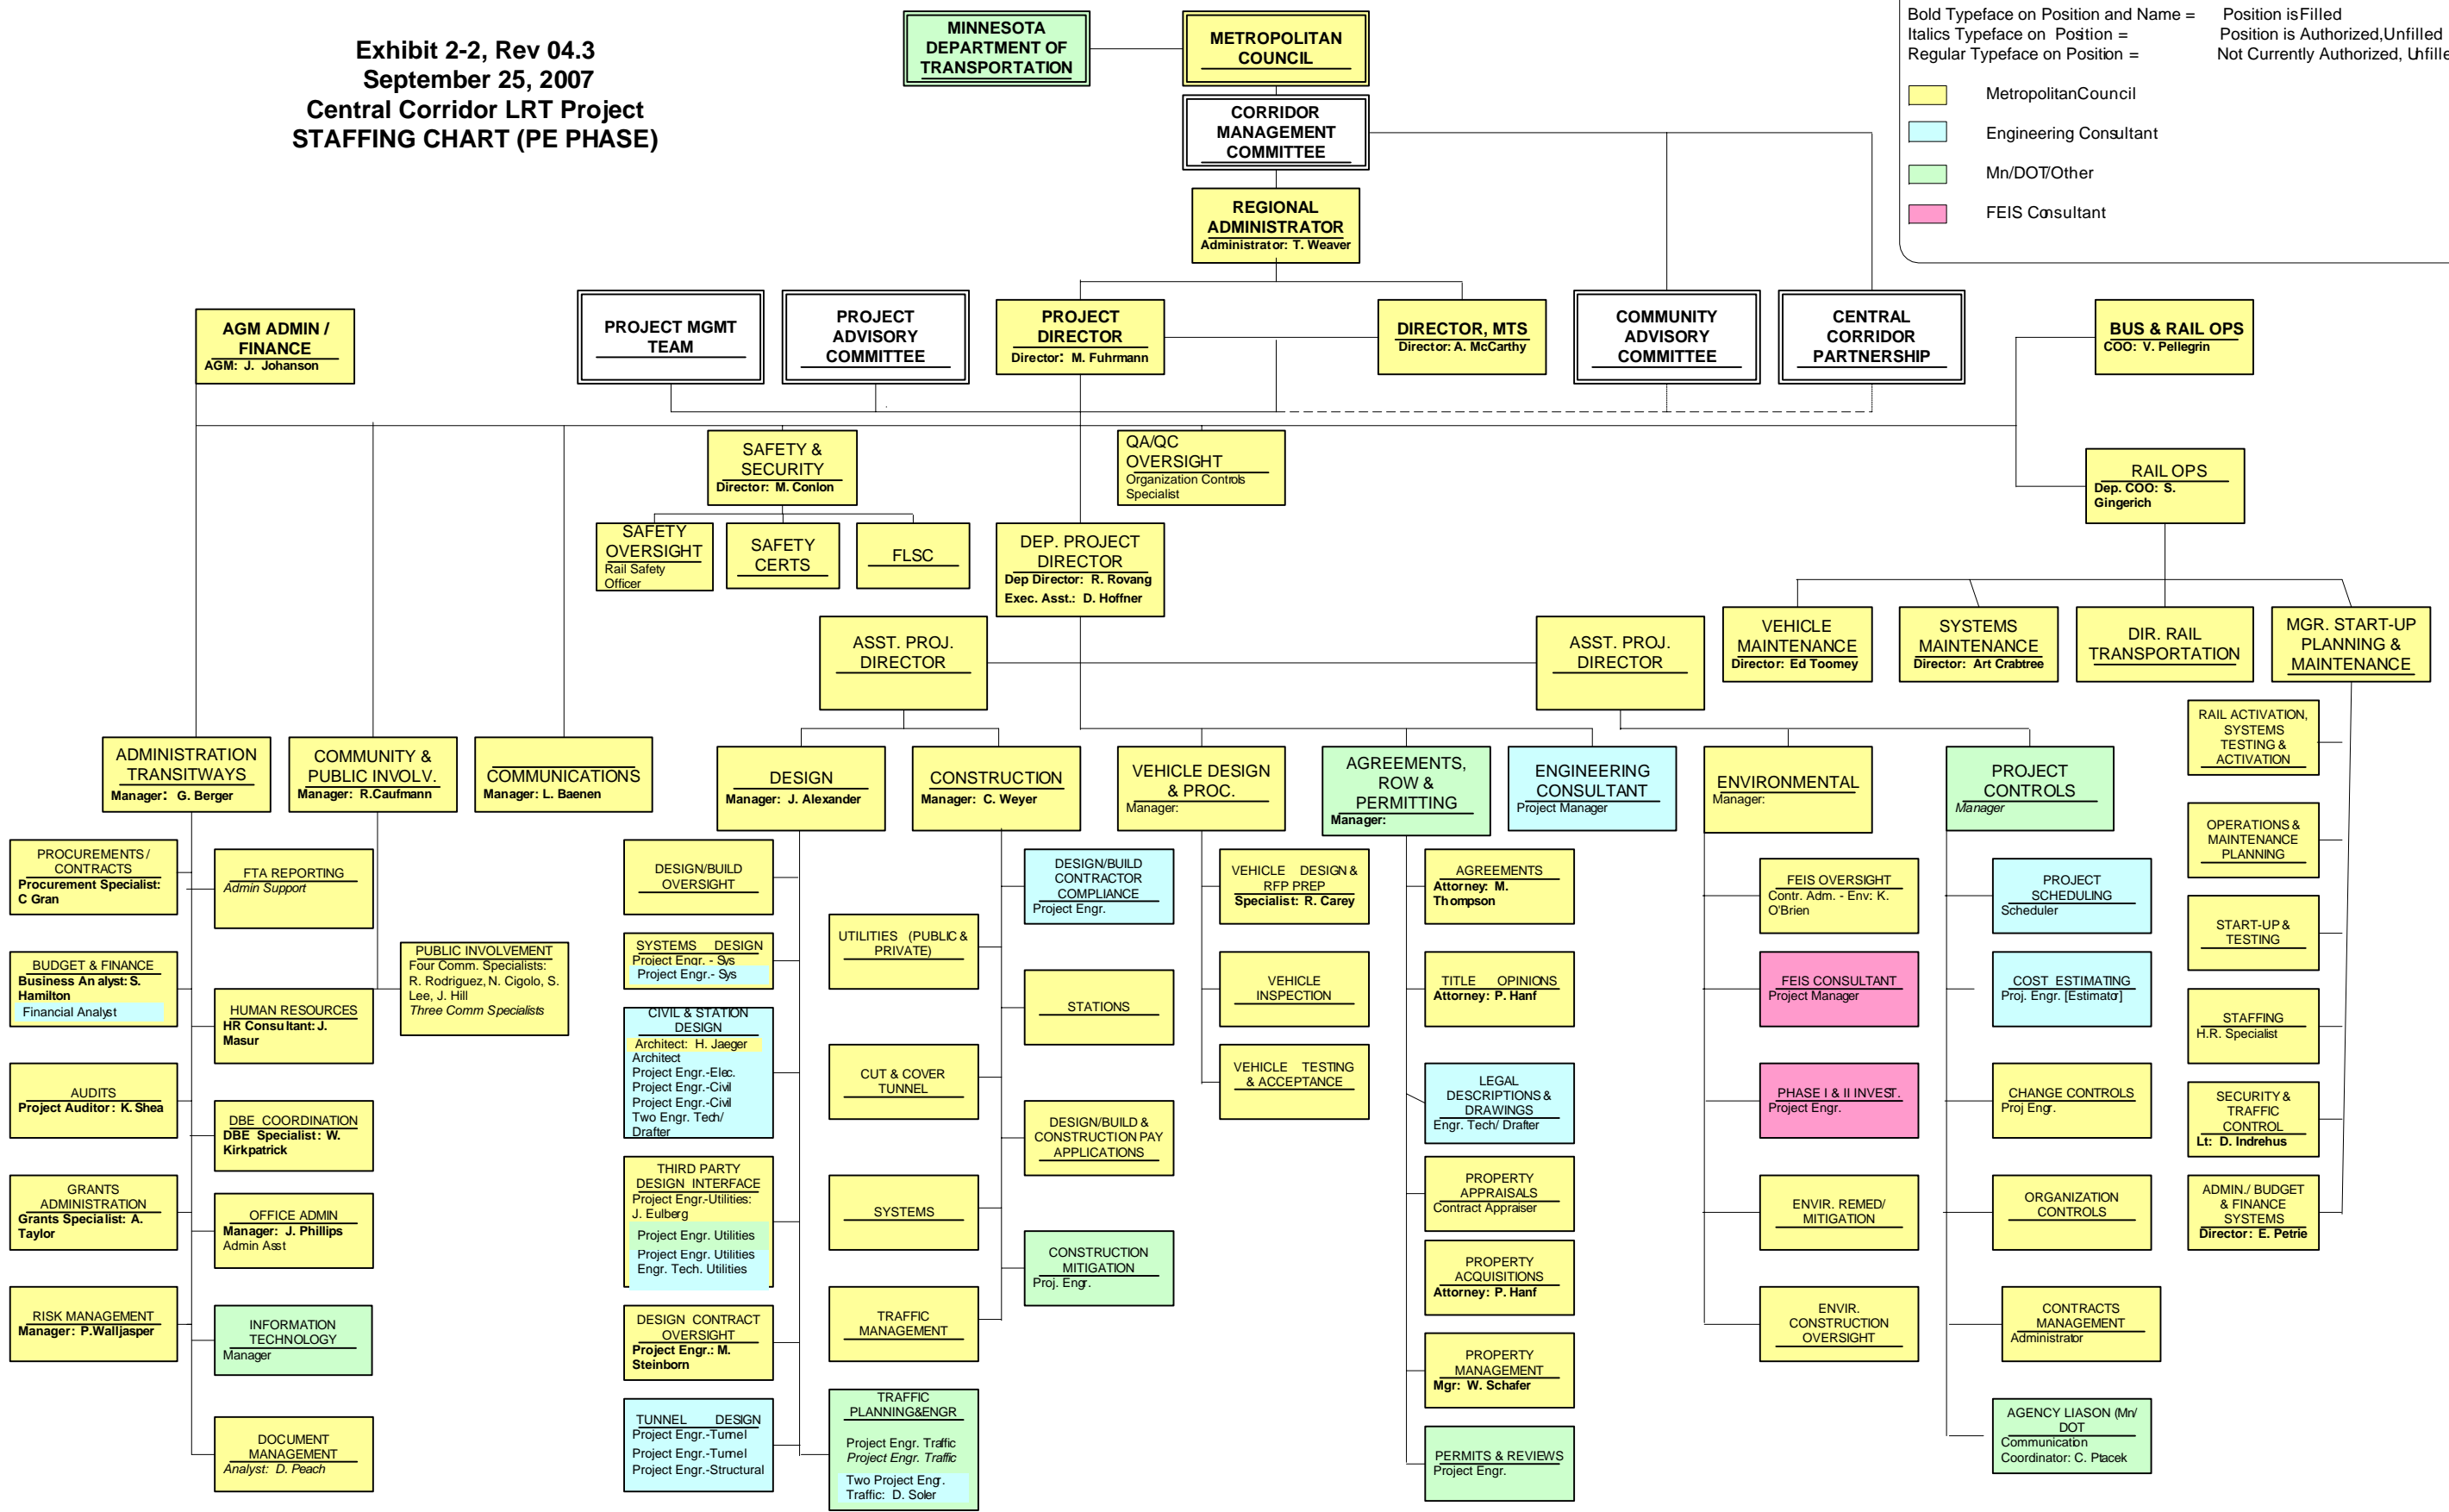 Exhibit 2-2, Rev 04.3
September 25, 2007
Central Corridor LRT Project
STAFFING CHART (PE PHASE)
MINNESOTA
DEPARTMENT OF
TRANSPORTATION
METROPOLITAN
COUNCIL
Bold Typeface on Position and Name = Position is Filled
Italics Typeface on Position = Position is Authorized, Unfilled
Regular Typeface on Position = Not Currently Authorized, Unfille
Metropolitan Council
Engineering Consultant
Mn/DOT/Other
FEIS Consultant
CORRIDOR
MANAGEMENT
COMMITTEE
REGIONAL
ADMINISTRATOR
Administrator: T. Weaver
AGM ADMIN /
FINANCE
AGM: J. Johanson
PROJECT MGMT
TEAM
PROJECT
ADVISORY
COMMITTEE
PROJECT
DIRECTOR
Director: M. Fuhrmann
DIRECTOR, MTS
Director: A. McCarthy
COMMUNITY
ADVISORY
COMMITTEE
CENTRAL
CORRIDOR
PARTNERSHIP
BUS & RAIL OPS
COO: V. Pellegrin
SAFETY &
SECURITY
Director: M. Conlon
QA/QC
OVERSIGHT
Organization Controls
Specialist
RAIL OPS
Dep. COO: S.
Gingerich
SAFETY
OVERSIGHT
Rail Safety
Officer
SAFETY
CERTS
FLSC
DEP. PROJECT
DIRECTOR
Dep Director: R. Rovang
Exec. Asst.: D. Hoffner
ASST. PROJ.
DIRECTOR
ASST. PROJ.
DIRECTOR
VEHICLE
MAINTENANCE
Director: Ed Toomey
SYSTEMS
MAINTENANCE
Director: Art Crabtree
DIR. RAIL
TRANSPORTATION
MGR. START-UP
PLANNING &
MAINTENANCE
ADMINISTRATION
TRANSITWAYS
Manager: G. Berger
COMMUNITY &
PUBLIC INVOLV.
Manager: R.Caufmann
COMMUNICATIONS
Manager: L. Baenen
DESIGN
Manager: J. Alexander
CONSTRUCTION
Manager: C. Weyer
VEHICLE DESIGN
& PROC.
Manager:
AGREEMENTS,
ROW &
PERMITTING
Manager:
ENGINEERING
CONSULTANT
Project Manager
ENVIRONMENTAL
Manager:
PROJECT
CONTROLS
Manager
PROCUREMENTS /
CONTRACTS
Procurement Specialist:
C Gran
BUDGET & FINANCE
Business Analyst: S.
Hamilton
Financial Analyst
AUDITS
Project Auditor: K. Shea
GRANTS
ADMINISTRATION
Grants Specialist: A.
Taylor
RISK MANAGEMENT
Manager: P.Walljasper
FTA REPORTING
Admin Support
HUMAN RESOURCES
HR Consultant: J.
Masur
DBE COORDINATION
DBE Specialist: W.
Kirkpatrick
OFFICE ADMIN
Manager: J. Phillips
Admin Asst
INFORMATION
TECHNOLOGY
Manager
DOCUMENT
MANAGEMENT
Analyst: D. Peach
PUBLIC INVOLVEMENT
Four Comm. Specialists:
R. Rodriguez, N. Cigolo, S.
Lee, J. Hill
Three Comm Specialists
DESIGN/BUILD
OVERSIGHT
SYSTEMS DESIGN
Project Engr. - Sys
Project Engr.- Sys
CIVIL & STATION
DESIGN
Architect: H. Jaeger
Architect
Project Engr.-Elec.
Project Engr.-Civil
Project Engr.-Civil
Two Engr. Tech/
Drafter
THIRD PARTY
DESIGN INTERFACE
Project Engr.-Utilities:
J. Eulberg
Project Engr. Utilities
Project Engr. Utilities
Engr. Tech. Utilities
DESIGN CONTRACT
OVERSIGHT
Project Engr.: M.
Steinborn
TUNNEL DESIGN
Project Engr.-Tunnel
Project Engr.-Tunnel
Project Engr.-Structural
UTILITIES (PUBLIC &
PRIVATE)
CUT & COVER
TUNNEL
SYSTEMS
TRAFFIC
MANAGEMENT
TRAFFIC
PLANNING&ENGR
Project Engr. Traffic
Project Engr. Traffic
Two Project Engr.
Traffic: D. Soler
DESIGN/BUILD
CONTRACTOR
COMPLIANCE
Project Engr.
STATIONS
DESIGN/BUILD &
CONSTRUCTION PAY
APPLICATIONS
CONSTRUCTION
MITIGATION
Proj. Engr.
VEHICLE DESIGN &
RFP PREP
Specialist: R. Carey
VEHICLE
INSPECTION
VEHICLE TESTING
& ACCEPTANCE
AGREEMENTS
Attorney: M.
Thompson
TITLE OPINIONS
Attorney: P. Hanf
LEGAL
DESCRIPTIONS &
DRAWINGS
Engr. Tech/ Drafter
PROPERTY
APPRAISALS
Contract Appraiser
PROPERTY
ACQUISITIONS
Attorney: P. Hanf
PROPERTY
MANAGEMENT
Mgr: W. Schafer
PERMITS & REVIEWS
Project Engr.
FEIS OVERSIGHT
Contr. Adm. - Env: K.
O'Brien
FEIS CONSULTANT
Project Manager
PHASE I & II INVEST.
Project Engr.
ENVIR. REMED/
MITIGATION
ENVIR.
CONSTRUCTION
OVERSIGHT
PROJECT
SCHEDULING
Scheduler
COST ESTIMATING
Proj. Engr. [Estimator]
CHANGE CONTROLS
Proj Engr.
ORGANIZATION
CONTROLS
CONTRACTS
MANAGEMENT
Administrator
AGENCY LIASON (Mn/
DOT
Communication
Coordinator: C. Ptacek
RAIL ACTIVATION,
SYSTEMS
TESTING &
ACTIVATION
OPERATIONS &
MAINTENANCE
PLANNING
START-UP &
TESTING
STAFFING
H.R. Specialist
SECURITY &
TRAFFIC
CONTROL
Lt: D. Indrehus
ADMIN./ BUDGET
& FINANCE
SYSTEMS
Director: E. Petrie